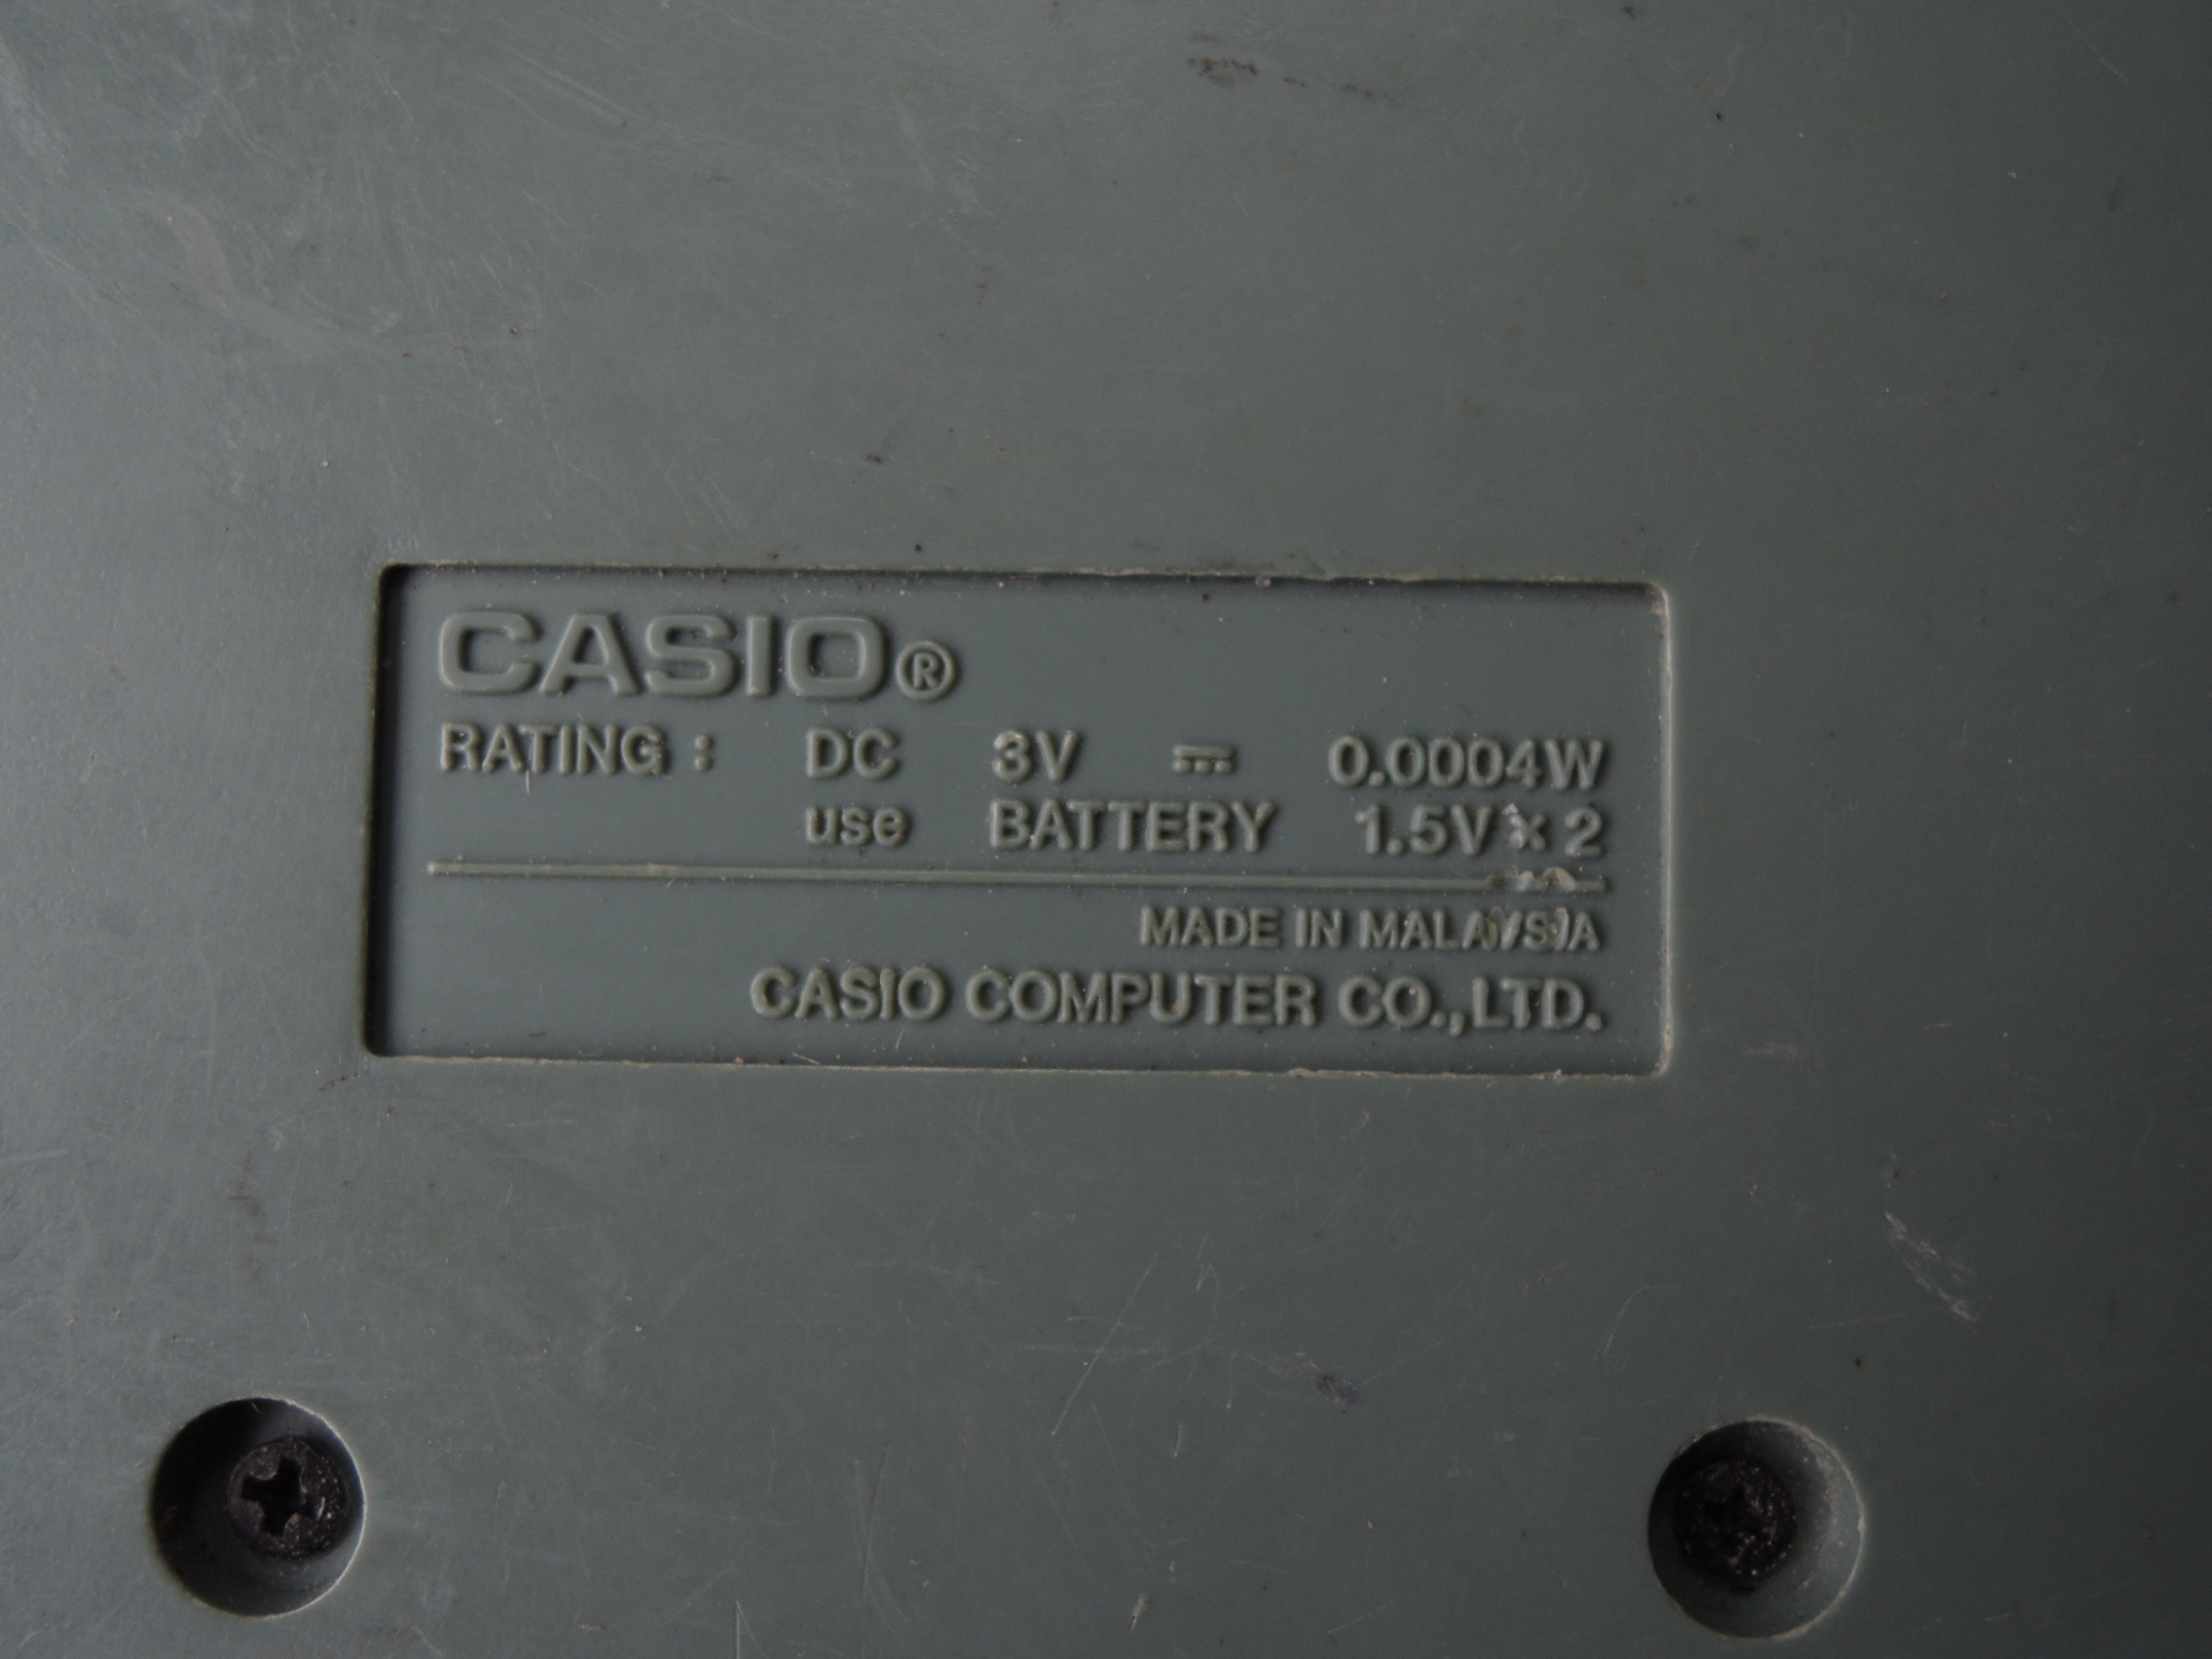 CASIO®
RATING : DC 3V ⎓ 0.0004W
use BATTERY 1.5V × 2
MADE IN MALAYSIA
CASIO COMPUTER CO.,LTD.